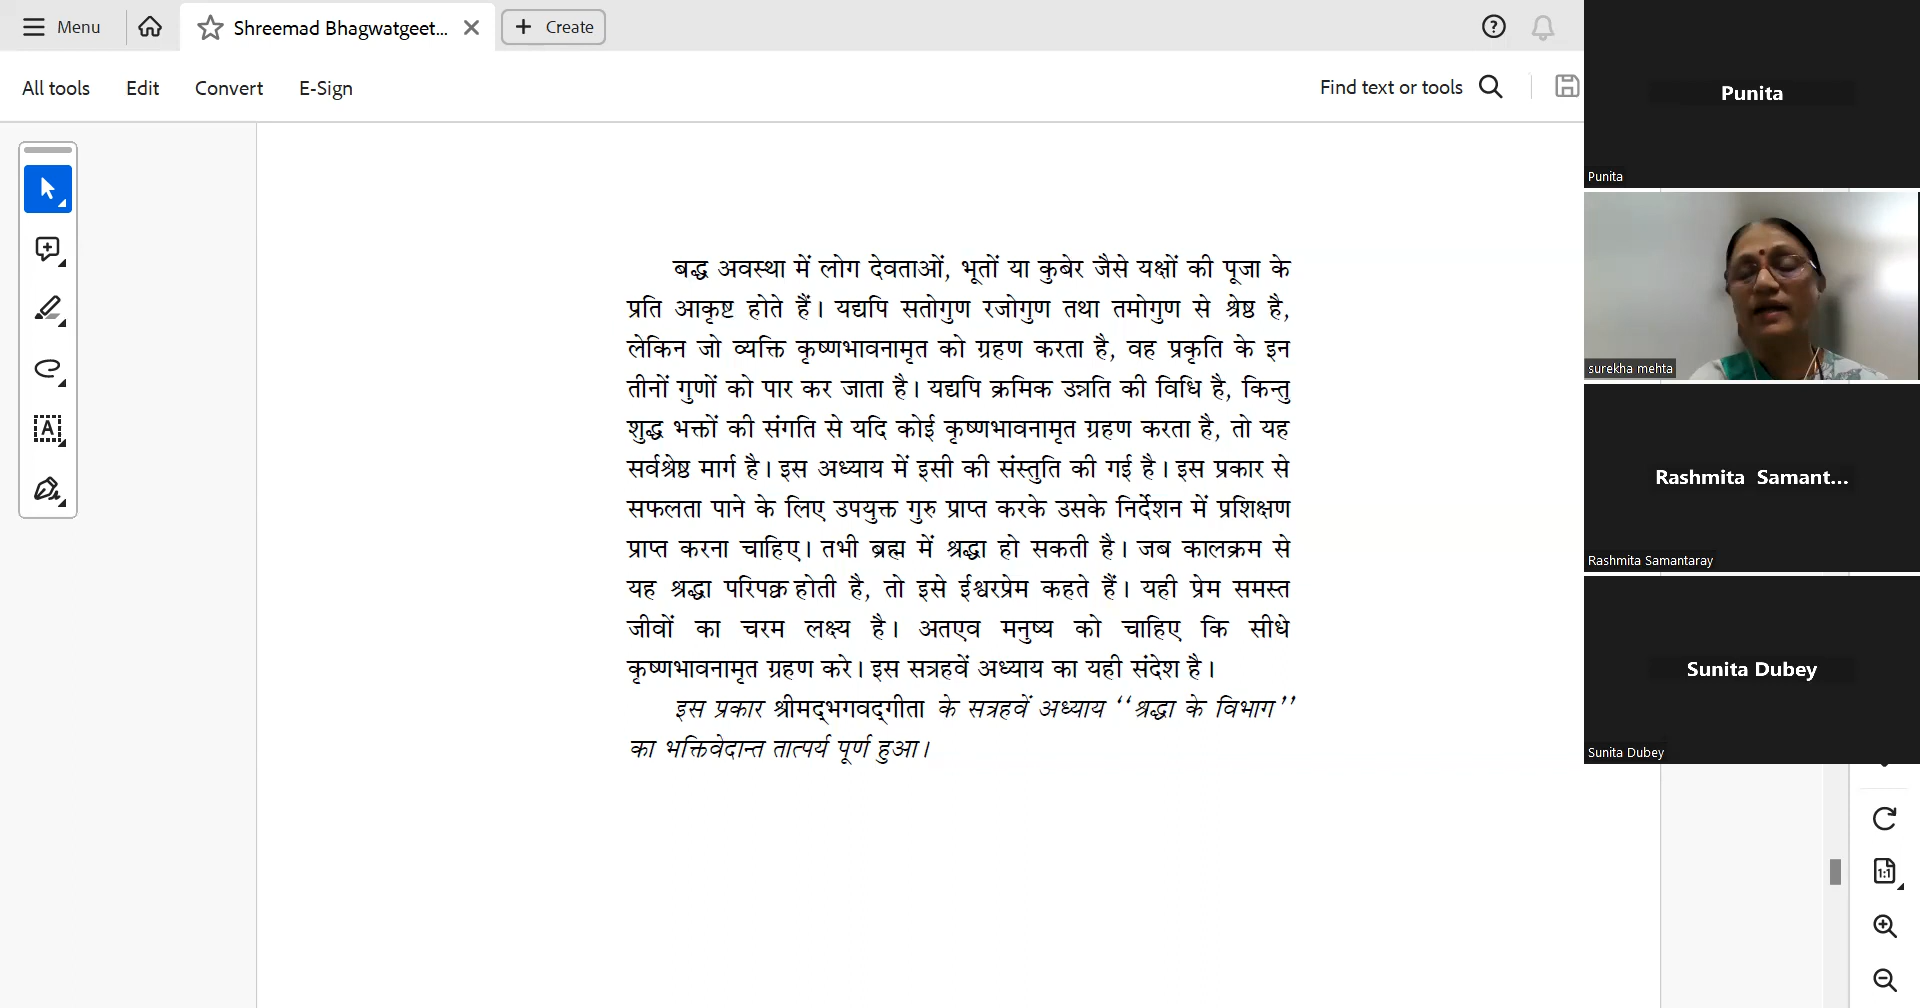 Menu
Shreemad Bhagwatgeet...
Create
All tools
Edit
Convert
E-Sign
Find text or tools
बद्ध अवस्था में लोग देवताओं, भूतों या कुबेर जैसे यक्षों की पूजा के
प्रति आकृष्ट होते हैं। यद्यपि सतोगुण रजोगुण तथा तमोगुण से श्रेष्ठ है,
लेकिन जो व्यक्ति कृष्णभावनामृत को ग्रहण करता है, वह प्रकृति के इन
तीनों गुणों को पार कर जाता है। यद्यपि क्रमिक उन्नति की विधि है, किन्तु
शुद्ध भक्तों की संगति से यदि कोई कृष्णभावनामृत ग्रहण करता है, तो यह
सर्वश्रेष्ठ मार्ग है। इस अध्याय में इसी की संस्तुति की गई है। इस प्रकार से
सफलता पाने के लिए उपयुक्त गुरु प्राप्त करके उसके निर्देशन में प्रशिक्षण
प्राप्त करना चाहिए। तभी ब्रह्म में श्रद्धा हो सकती है। जब कालक्रम से
यह श्रद्धा परिपक्व होती है, तो इसे ईश्वरप्रेम कहते हैं। यही प्रेम समस्त
जीवों का चरम लक्ष्य है। अतएव मनुष्य को चाहिए कि सीधे
कृष्णभावनामृत ग्रहण करे। इस सत्रहवें अध्याय का यही संदेश है।
इस प्रकार श्रीमद्‌भगवद्‌गीता के सत्रहवें अध्याय ‘‘श्रद्धा के विभाग’’
का भक्तिवेदान्त तात्पर्य पूर्ण हुआ।
Punita
Punita
surekha mehta
Rashmita Samant...
Rashmita Samantaray
Sunita Dubey
Sunita Dubey